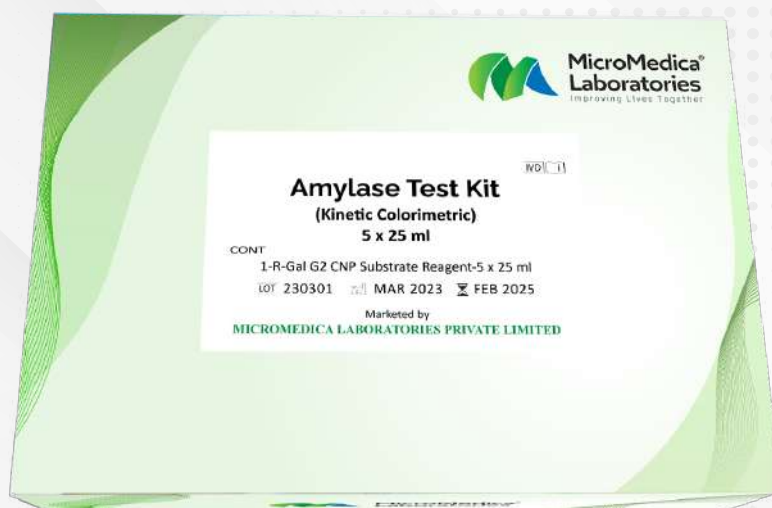 MicroMedica®
Laboratories
Improving Lives Together
IVD i
Amylase Test Kit
(Kinetic Colorimetric)
5 x 25 ml
CONT
1-R-Gal G2 CNP Substrate Reagent-5 x 25 ml
LOT 230301 MAR 2023 FEB 2025
Marketed by
MICROMEDICA LABORATORIES PRIVATE LIMITED